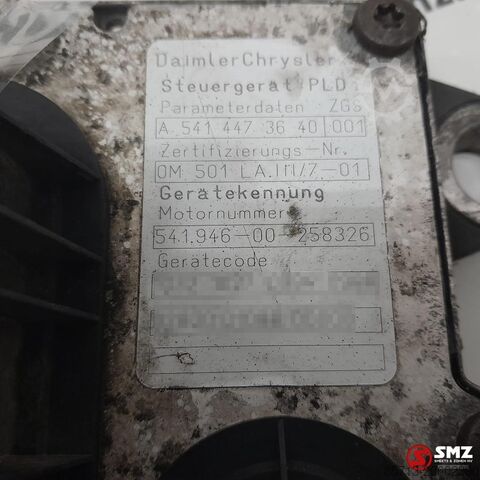 DaimlerChrysler
Steuergerät PLD
Parameterdaten ZGS
A 541 447 36 40 001
Zertifizierungs-Nr.
OM 501 LA.III/7-01
Gerätekennung
Motornummer
541.946-00-258326
Gerätecode
SMZ